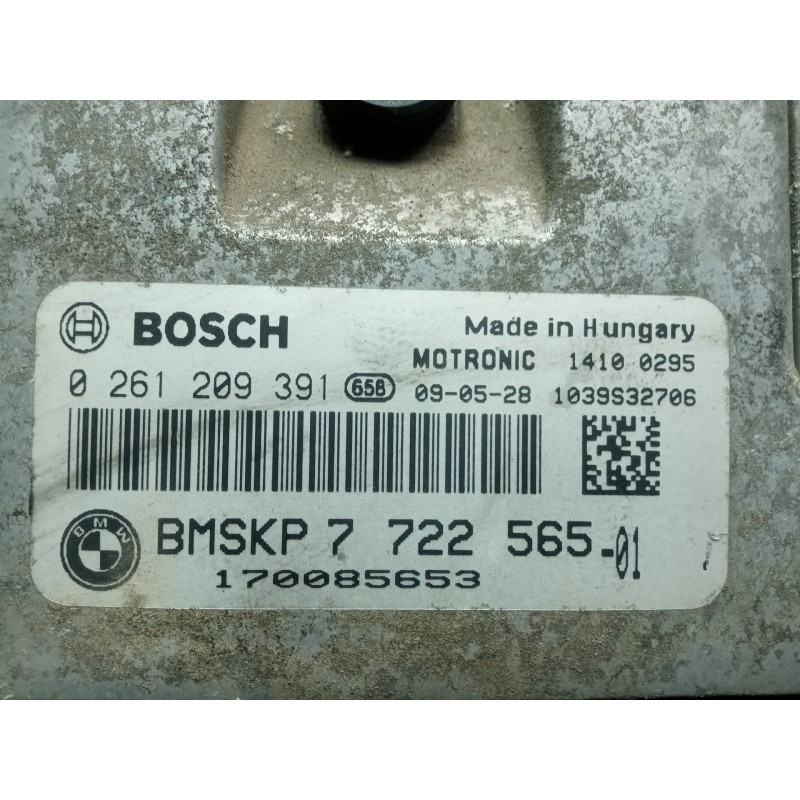 BOSCH Made in Hungary
MOTRONIC 1410 0295
0 261 209 391 658 09-05-28 1039S32706
BMW BMSKP 7 722 565-01
170085653